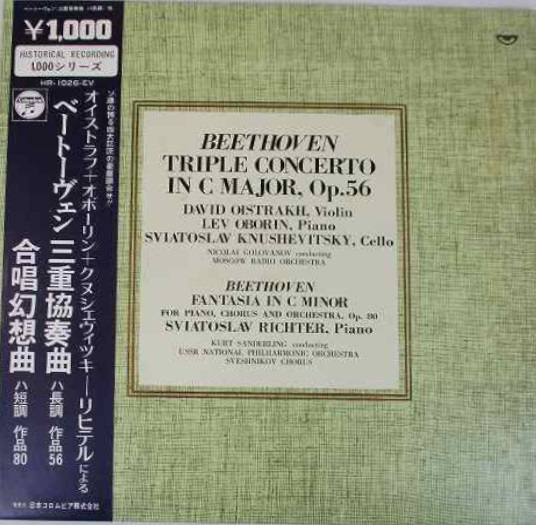 ¥1,000
HISTORICAL RECORDING
1,000シリーズ
HR-1026-EV
オイストラフ+オボーリン+クヌシェヴィツキー—リヒテルによる
ベートーヴェン 三重協奏曲 ハ長調 作品56
合唱幻想曲 ハ短調 作品80
日本コロムビア株式会社
BEETHOVEN
TRIPLE CONCERTO
IN C MAJOR, Op.56
DAVID OISTRAKH, Violin
LEV OBORIN, Piano
SVIATOSLAV KNUSHEVITSKY, Cello
NICOLAI GOLOVANOV conducting
MOSCOW RADIO ORCHESTRA
BEETHOVEN
FANTASIA IN C MINOR
FOR PIANO, CHORUS AND ORCHESTRA, Op. 80
SVIATOSLAV RICHTER, Piano
KURT SANDERLING conducting
USSR NATIONAL PHILHARMONIC ORCHESTRA
SVESHNIKOV CHORUS